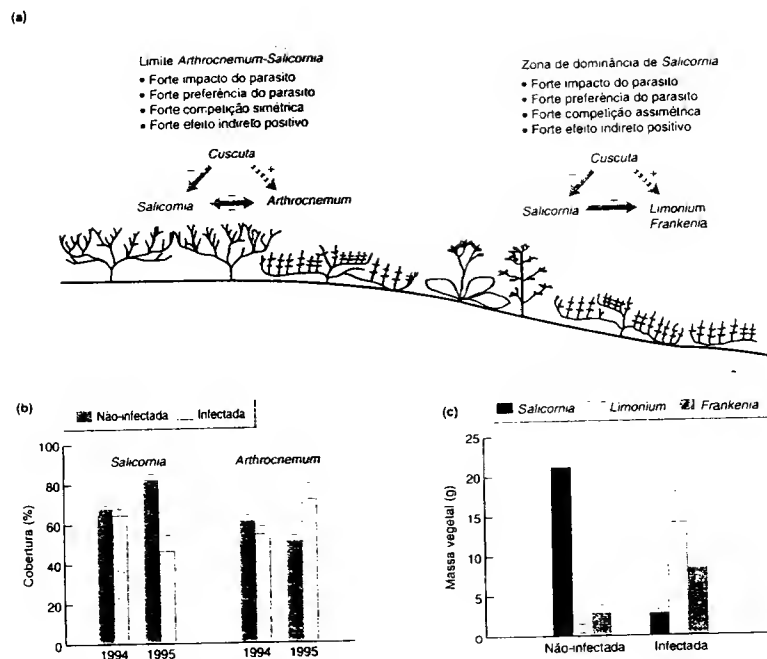 (a)
Limite Arthrocnemum-Salicornia
• Forte impacto do parasito
• Forte preferência do parasito
• Forte competição simétrica
• Forte efeito indireto positivo
Cuscuta
– +
Salicornia – Arthrocnemum
Zona de dominância de Salicornia
• Forte impacto do parasito
• Forte preferência do parasito
• Forte competição assimétrica
• Forte efeito indireto positivo
Cuscuta
– +
Salicornia – Limonium
Frankenia
(b)
Não-infectada Infectada
Salicornia Arthrocnemum
Cobertura (%)
100
80
60
40
20
0
1994 1995 1994 1995
(c)
Salicornia Limonium Frankenia
Massa vegetal (g)
25
20
15
10
5
0
Não-infectada Infectada